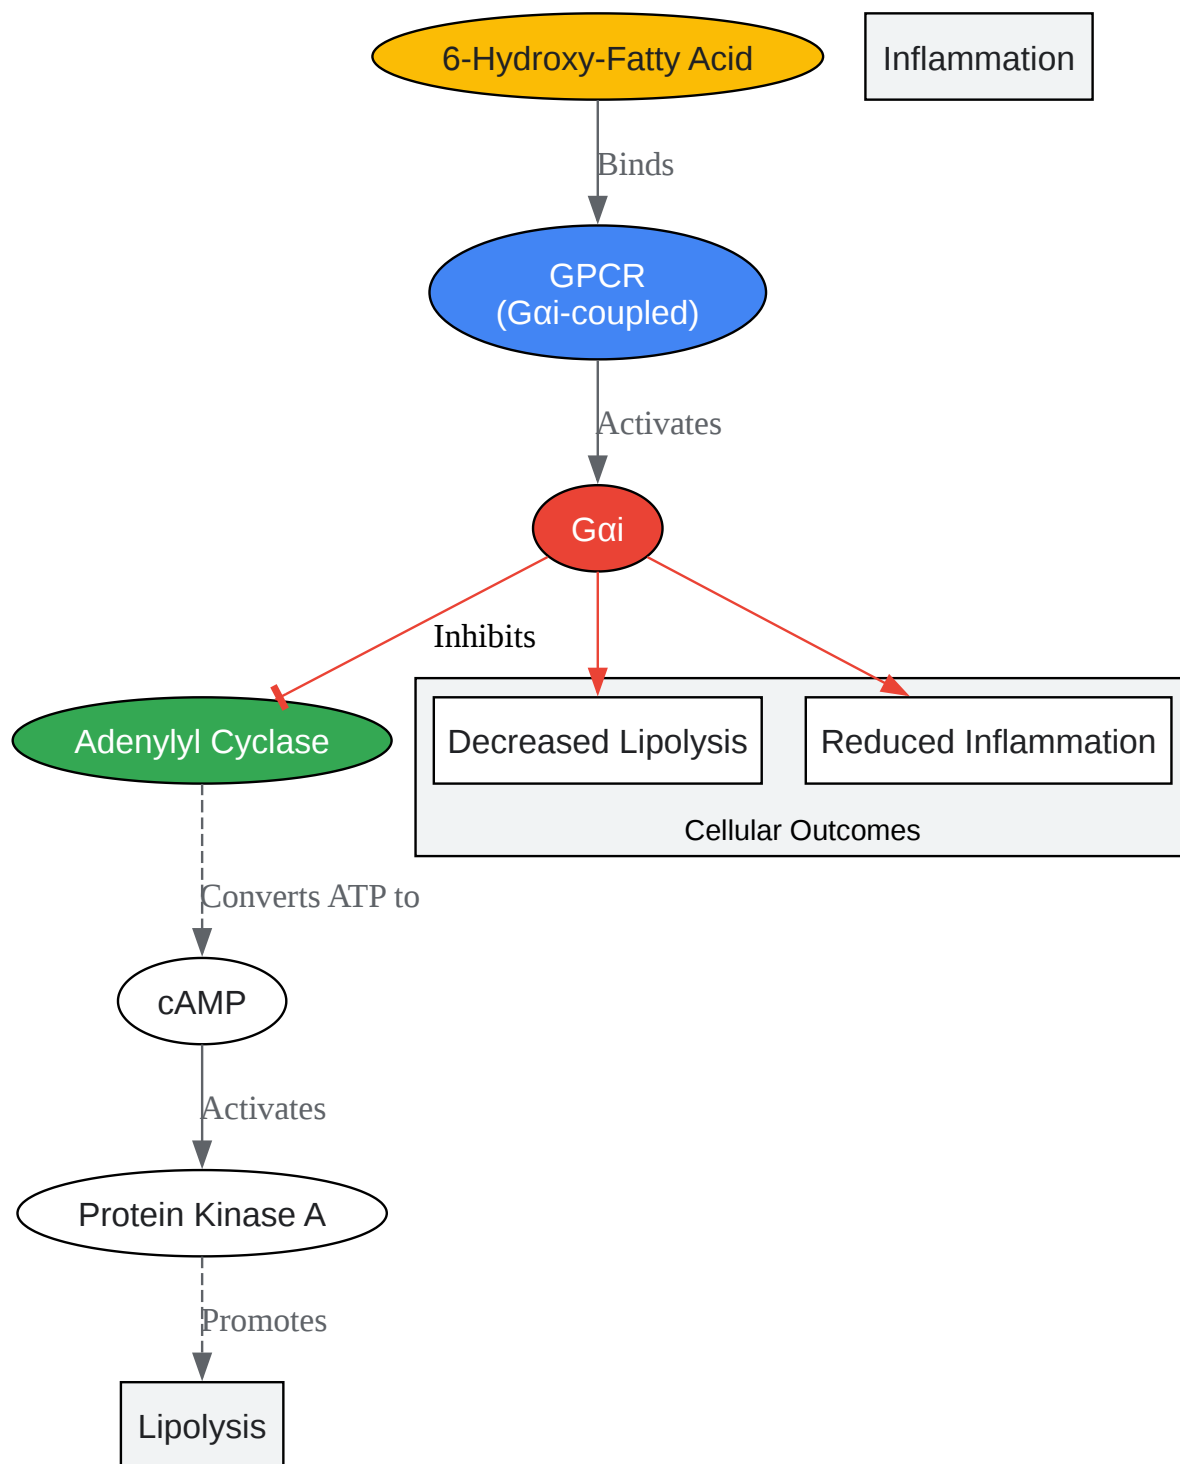 6-Hydroxy-Fatty Acid
Inflammation
Binds
GPCR
(Gαi-coupled)
Activates
Gαi
Inhibits
Adenylyl Cyclase
Decreased Lipolysis
Reduced Inflammation
Cellular Outcomes
Converts ATP to
cAMP
Activates
Protein Kinase A
Promotes
Lipolysis